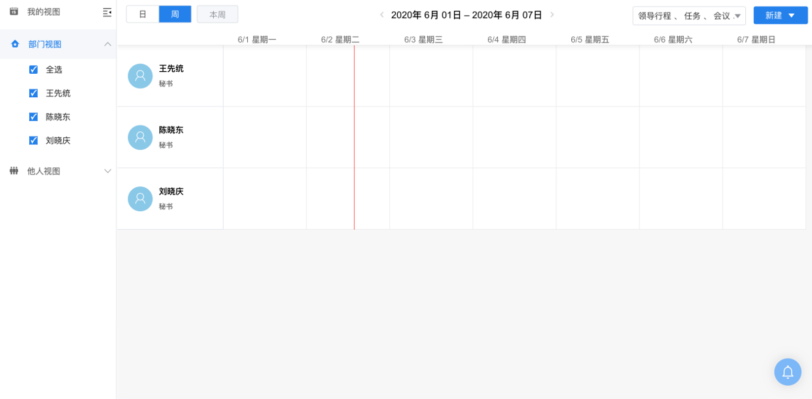 我的视图
部门视图
全选
王先统
陈晓东
刘晓庆
他人视图
日 周 本周
2020年 6月 01日 – 2020年 6月 07日
领导行程 、 任务 、 会议
新建
6/1 星期一 6/2 星期二 6/3 星期三 6/4 星期四 6/5 星期五 6/6 星期六 6/7 星期日
王先统
秘书
陈晓东
秘书
刘晓庆
秘书